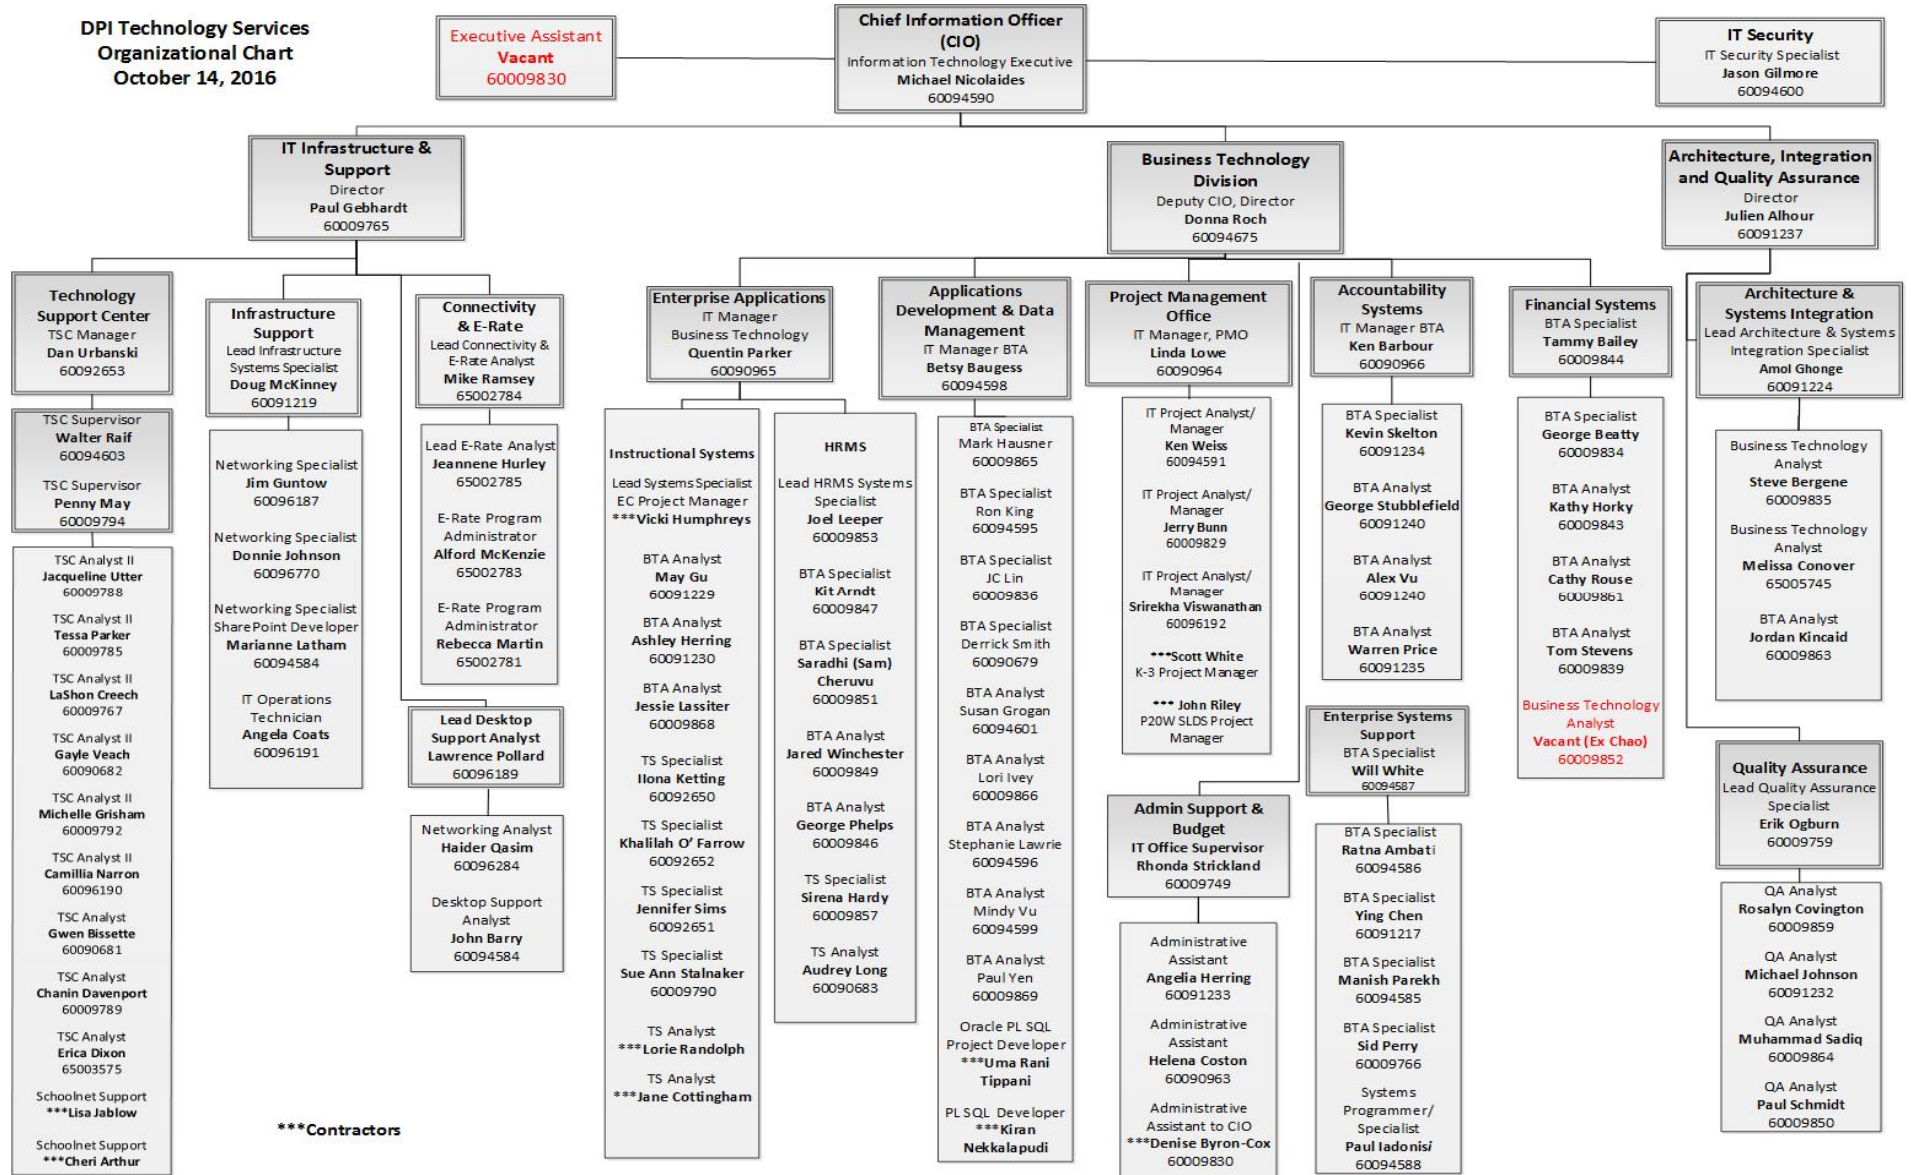 DPI Technology Services
Organizational Chart
October 14, 2016
Executive Assistant
Vacant
60009830
Chief Information Officer
(CIO)
Information Technology Executive
Michael Nicolaides
60094590
IT Security
IT Security Specialist
Jason Gilmore
60094600
IT Infrastructure &
Support
Director
Paul Gebhardt
60009765
Business Technology
Division
Deputy CIO, Director
Donna Roch
60094675
Architecture, Integration
and Quality Assurance
Director
Julien Alhour
60091237
Technology
Support Center
TSC Manager
Dan Urbanski
60092653
TSC Supervisor
Walter Raif
60094603
TSC Supervisor
Penny May
60009794
TSC Analyst II
Jacqueline Utter
60009788
TSC Analyst II
Tessa Parker
60009785
TSC Analyst II
LaShon Creech
60009767
TSC Analyst II
Gayle Veach
60090682
TSC Analyst II
Michelle Grisham
60009792
TSC Analyst II
Camillia Narron
60096190
TSC Analyst
Gwen Bissette
60090681
TSC Analyst
Chanin Davenport
60009789
TSC Analyst
Erica Dixon
65003575
Schoolnet Support
***Lisa Jablow
Schoolnet Support
***Cheri Arthur
Infrastructure
Support
Lead Infrastructure
Systems Specialist
Doug McKinney
60091219
Networking Specialist
Jim Guntow
60096187
Networking Specialist
Donnie Johnson
60096770
Networking Specialist
SharePoint Developer
Marianne Latham
60094584
IT Operations
Technician
Angela Coats
60096191
Connectivity
& E-Rate
Lead Connectivity &
E-Rate Analyst
Mike Ramsey
65002784
Lead E-Rate Analyst
Jeannene Hurley
65002785
E-Rate Program
Administrator
Alford McKenzie
65002783
E-Rate Program
Administrator
Rebecca Martin
65002781
Lead Desktop
Support Analyst
Lawrence Pollard
60096189
Networking Analyst
Haider Qasim
60096284
Desktop Support
Analyst
John Barry
60094584
***Contractors
Enterprise Applications
IT Manager
Business Technology
Quentin Parker
60090965
Instructional Systems
Lead Systems Specialist
EC Project Manager
***Vicki Humphreys
BTA Analyst
May Gu
60091229
BTA Analyst
Ashley Herring
60091230
BTA Analyst
Jessie Lassiter
60009868
TS Specialist
Ilona Ketting
60092650
TS Specialist
Khalilah O' Farrow
60092652
TS Specialist
Jennifer Sims
60092651
TS Specialist
Sue Ann Stalnaker
60009790
TS Analyst
***Lorie Randolph
TS Analyst
***Jane Cottingham
HRMS
Lead HRMS Systems
Specialist
Joel Leeper
60009853
BTA Specialist
Kit Arndt
60009847
BTA Specialist
Saradhi (Sam)
Cheruvu
60009851
BTA Analyst
Jared Winchester
60009849
BTA Analyst
George Phelps
60009846
TS Specialist
Sirena Hardy
60009857
TS Analyst
Audrey Long
60090683
Applications
Development & Data
Management
IT Manager BTA
Betsy Baugess
60094598
BTA Specialist
Mark Hausner
60009865
BTA Specialist
Ron King
60094595
BTA Specialist
JC Lin
60009836
BTA Specialist
Derrick Smith
60090679
BTA Analyst
Susan Grogan
60094601
BTA Analyst
Lori Ivey
60009866
BTA Analyst
Stephanie Lawrie
60094596
BTA Analyst
Mindy Vu
60094599
BTA Analyst
Paul Yen
60009869
Oracle PL SQL
Project Developer
***Uma Rani
Tippani
PL SQL Developer
***Kiran
Nekkalapudi
Project Management
Office
IT Manager, PMO
Linda Lowe
60090964
IT Project Analyst/
Manager
Ken Weiss
60094591
IT Project Analyst/
Manager
Jerry Bunn
60009829
IT Project Analyst/
Manager
Srirekha Viswanathan
60096192
***Scott White
K-3 Project Manager
*** John Riley
P20W SLDS Project
Manager
Admin Support &
Budget
IT Office Supervisor
Rhonda Strickland
60009749
Administrative
Assistant
Angelia Herring
60091233
Administrative
Assistant
Helena Coston
60090963
Administrative
Assistant to CIO
***Denise Byron-Cox
60009830
Accountability
Systems
IT Manager BTA
Ken Barbour
60090966
BTA Specialist
Kevin Skelton
60091234
BTA Analyst
George Stubblefield
60091240
BTA Analyst
Alex Vu
60091240
BTA Analyst
Warren Price
60091235
Enterprise Systems
Support
BTA Specialist
Will White
60094587
BTA Specialist
Ratna Ambati
60094586
BTA Specialist
Ying Chen
60091217
BTA Specialist
Manish Parekh
60094585
BTA Specialist
Sid Perry
60009766
Systems
Programmer/
Specialist
Paul Iadonisi
60094588
Financial Systems
BTA Specialist
Tammy Bailey
60009844
BTA Specialist
George Beatty
60009834
BTA Analyst
Kathy Horky
60009843
BTA Analyst
Cathy Rouse
60009861
BTA Analyst
Tom Stevens
60009839
Business Technology
Analyst
Vacant (Ex Chao)
60009852
Architecture &
Systems Integration
Lead Architecture & Systems
Integration Specialist
Amol Ghonge
60091224
Business Technology
Analyst
Steve Bergene
60009835
Business Technology
Analyst
Melissa Conover
65005745
BTA Analyst
Jordan Kincaid
60009863
Quality Assurance
Lead Quality Assurance
Specialist
Erik Ogburn
60009759
QA Analyst
Rosalyn Covington
60009859
QA Analyst
Michael Johnson
60091232
QA Analyst
Muhammad Sadiq
60009864
QA Analyst
Paul Schmidt
60009850